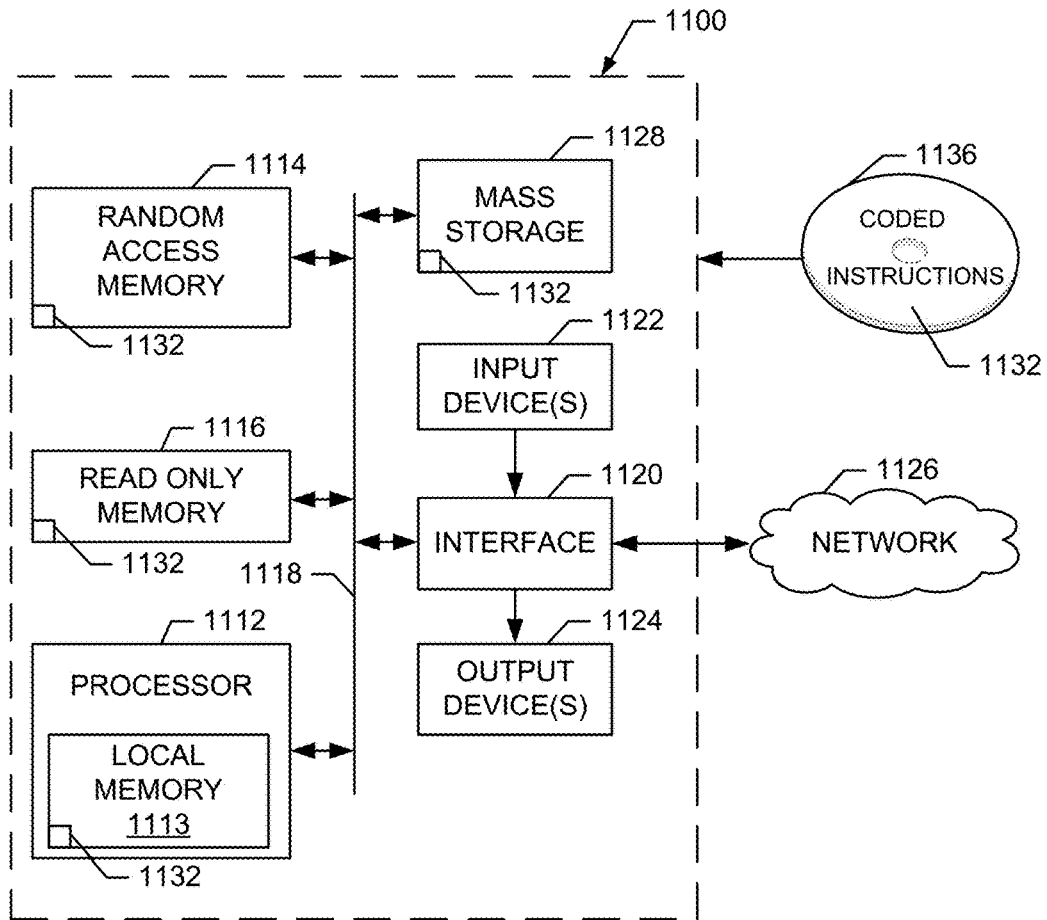 1100
1114
RANDOM
ACCESS
MEMORY
1132
1128
MASS
STORAGE
1132
1136
CODED
INSTRUCTIONS
1132
1122
INPUT
DEVICE(S)
1116
READ ONLY
MEMORY
1132
1118
1120
INTERFACE
1126
NETWORK
1112
PROCESSOR
LOCAL
MEMORY
1113
1132
1124
OUTPUT
DEVICE(S)